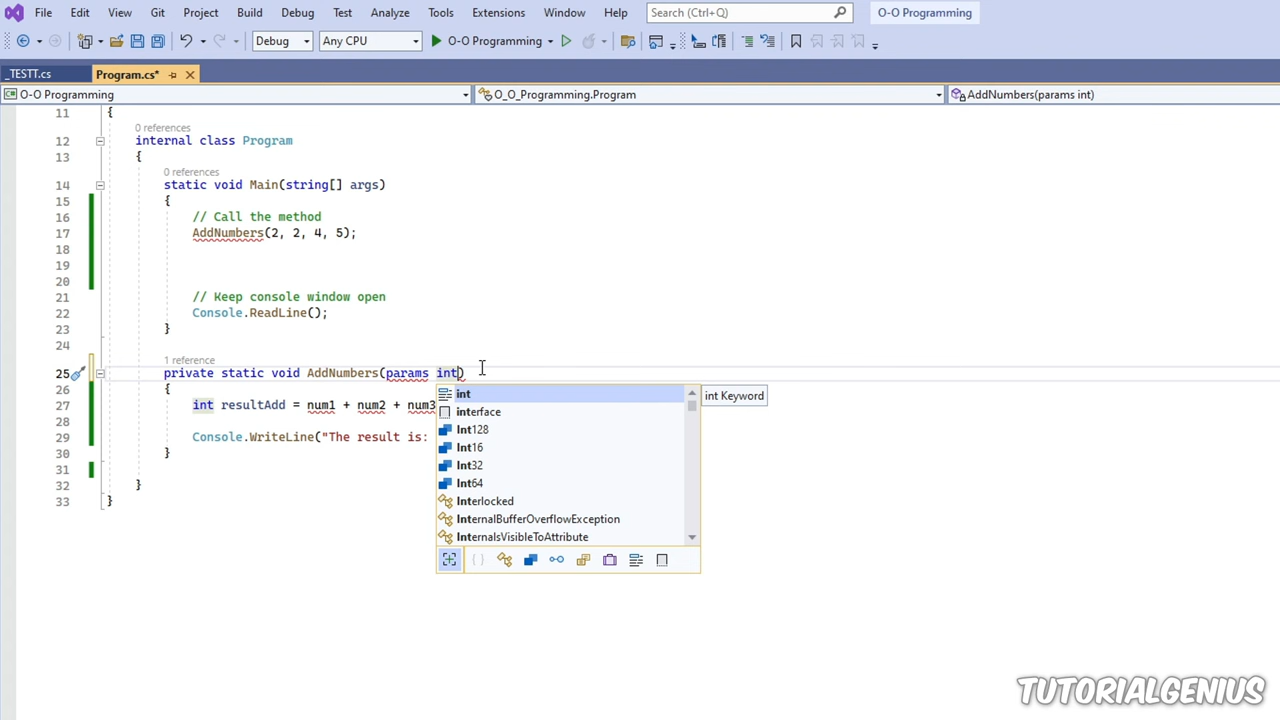 File Edit View Git Project Build Debug Test Analyze Tools Extensions Window Help Search (Ctrl+Q) O-O Programming
Debug Any CPU O-O Programming
_TESTT.cs Program.cs*
O-O Programming O_O_Programming.Program AddNumbers(params int)
11 {
0 references
12 internal class Program
13 {
0 references
14 static void Main(string[] args)
15 {
16 // Call the method
17 AddNumbers(2, 2, 4, 5);
18
19
20
21 // Keep console window open
22 Console.ReadLine();
23 }
24
1 reference
25 private static void AddNumbers(params int)
26 {
27 int resultAdd = num1 + num2 + num3
28
29 Console.WriteLine("The result is:
30 }
31
32 }
33 }
int
int Keyword
interface
Int128
Int16
Int32
Int64
Interlocked
InternalBufferOverflowException
InternalsVisibleToAttribute
TUTORIALGENIUS